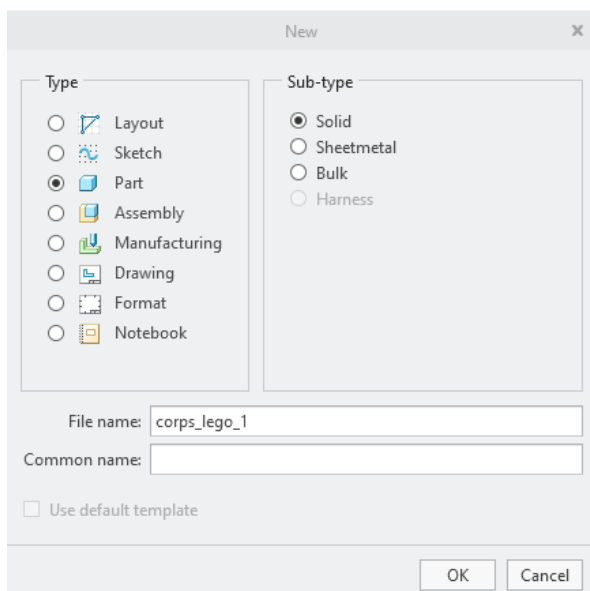 New
Type
Layout
Sketch
Part
Assembly
Manufacturing
Drawing
Format
Notebook
Sub-type
Solid
Sheetmetal
Bulk
Harness
File name: corps_lego_1
Common name:
Use default template
OK Cancel